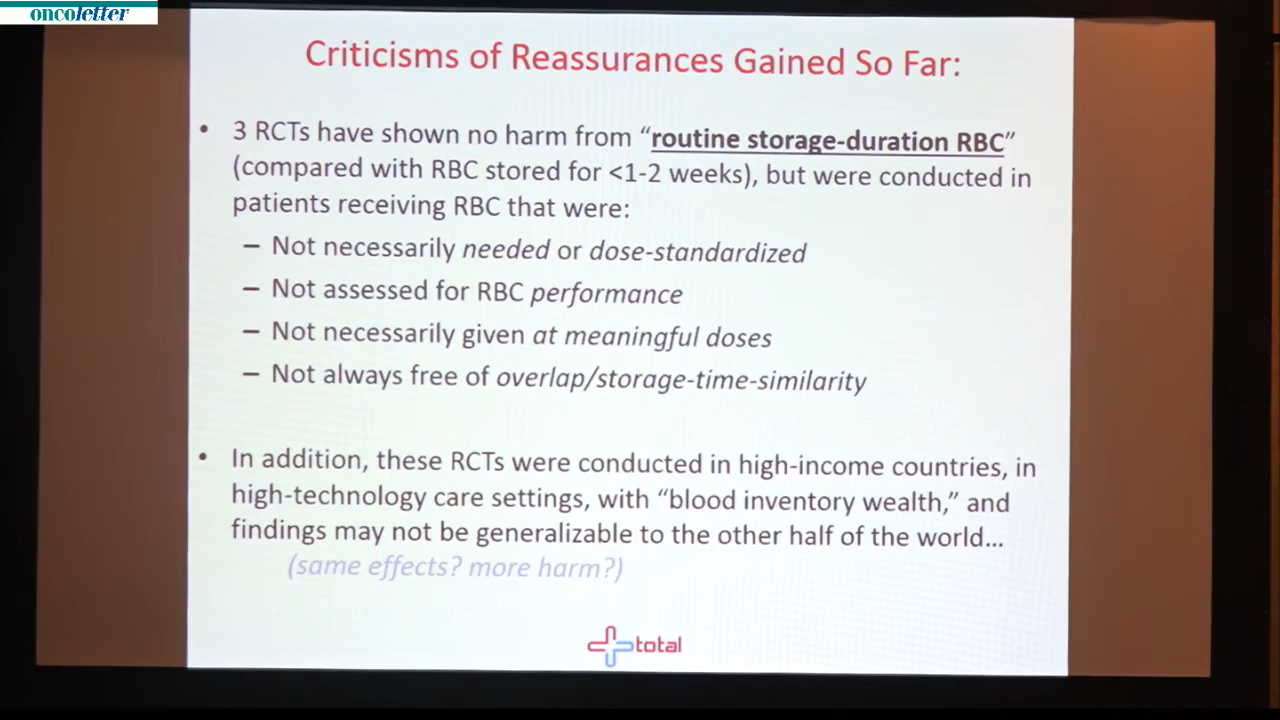 oncoletter
Criticisms of Reassurances Gained So Far:
• 3 RCTs have shown no harm from “routine storage-duration RBC”
(compared with RBC stored for <1-2 weeks), but were conducted in
patients receiving RBC that were:
– Not necessarily needed or dose-standardized
– Not assessed for RBC performance
– Not necessarily given at meaningful doses
– Not always free of overlap/storage-time-similarity
• In addition, these RCTs were conducted in high-income countries, in
high-technology care settings, with “blood inventory wealth,” and
findings may not be generalizable to the other half of the world…
(same effects? more harm?)
total